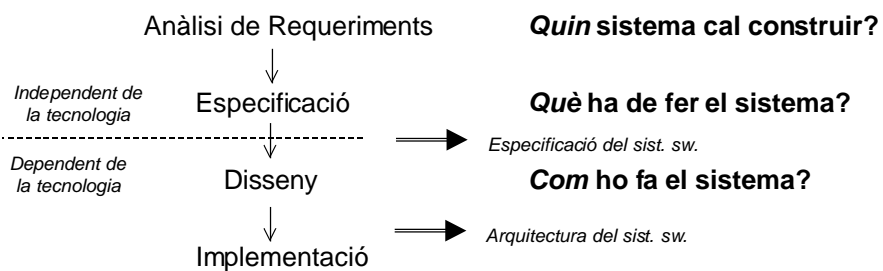 Anàlisi de Requeriments
Quin sistema cal construir?
Independent de
la tecnologia
Especificació
Què ha de fer el sistema?
Especificació del sist. sw.
Dependent de
la tecnologia
Disseny
Com ho fa el sistema?
Arquitectura del sist. sw.
Implementació